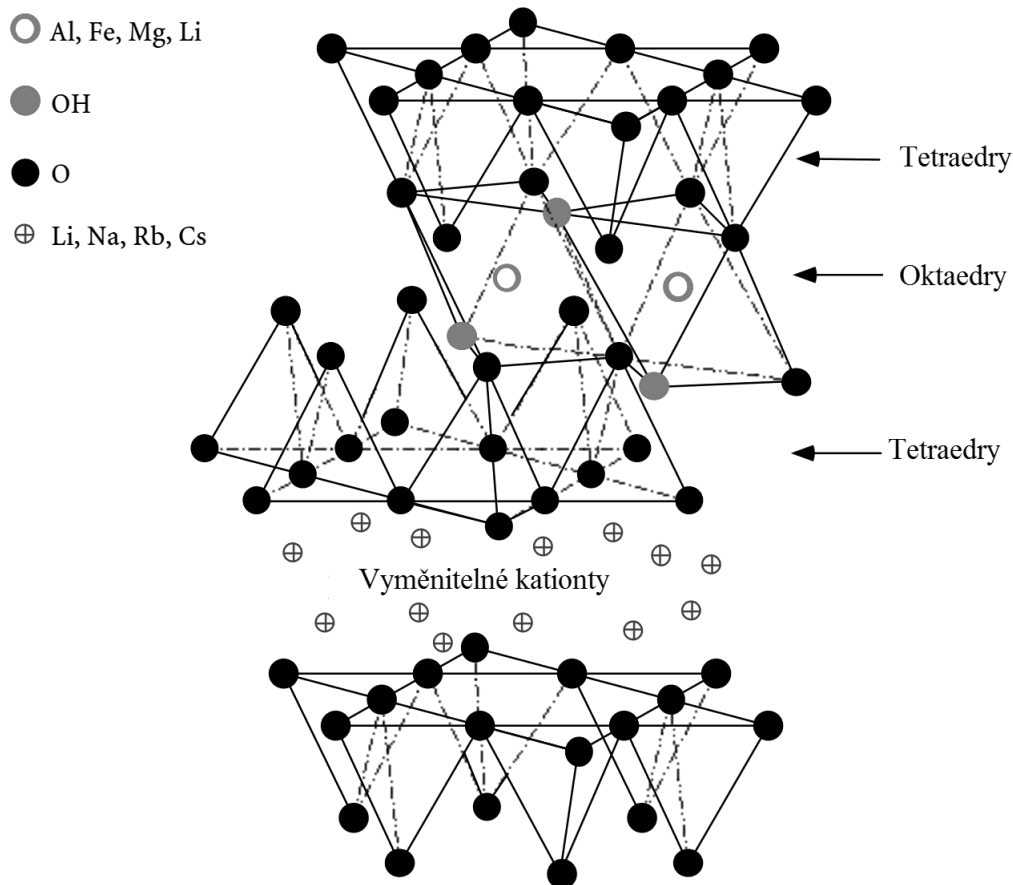 Al, Fe, Mg, Li
OH
O
Li, Na, Rb, Cs
Tetraedry
Oktaedry
Tetraedry
Vyměnitelné kationty